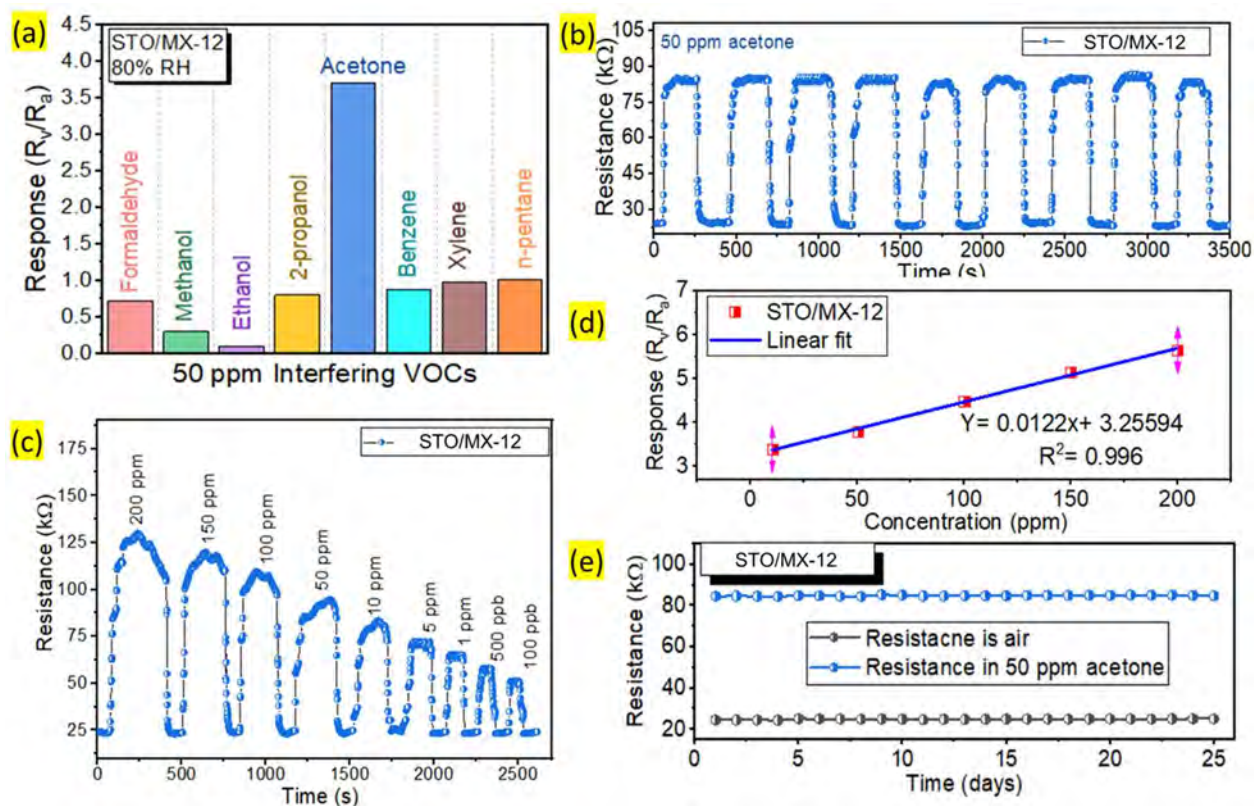 (a)
STO/MX-12
80% RH
Response (Rv/Ra)
4.5
4.0
3.5
3.0
2.5
2.0
1.5
1.0
0.5
0.0
Formaldehyde
Methanol
Ethanol
2-propanol
Acetone
Benzene
Xylene
n-pentane
50 ppm Interfering VOCs
(b)
50 ppm acetone
STO/MX-12
Resistance (kΩ)
105
90
75
60
45
30
0 500 1000 1500 2000 2500 3000 3500
Time (s)
(c)
STO/MX-12
Resistance (kΩ)
175
150
125
100
75
50
25
200 ppm
150 ppm
100 ppm
50 ppm
10 ppm
5 ppm
1 ppm
500 ppb
100 ppb
0 500 1000 1500 2000 2500
Time (s)
(d)
STO/MX-12
Linear fit
Response (Rv/Ra)
7
6
5
4
3
Y= 0.0122x+ 3.25594
R²= 0.996
0 50 100 150 200
Concentration (ppm)
(e)
STO/MX-12
Resistance (kΩ)
100
80
60
40
20
Resistacne is air
Resistance in 50 ppm acetone
0 5 10 15 20 25
Time (days)